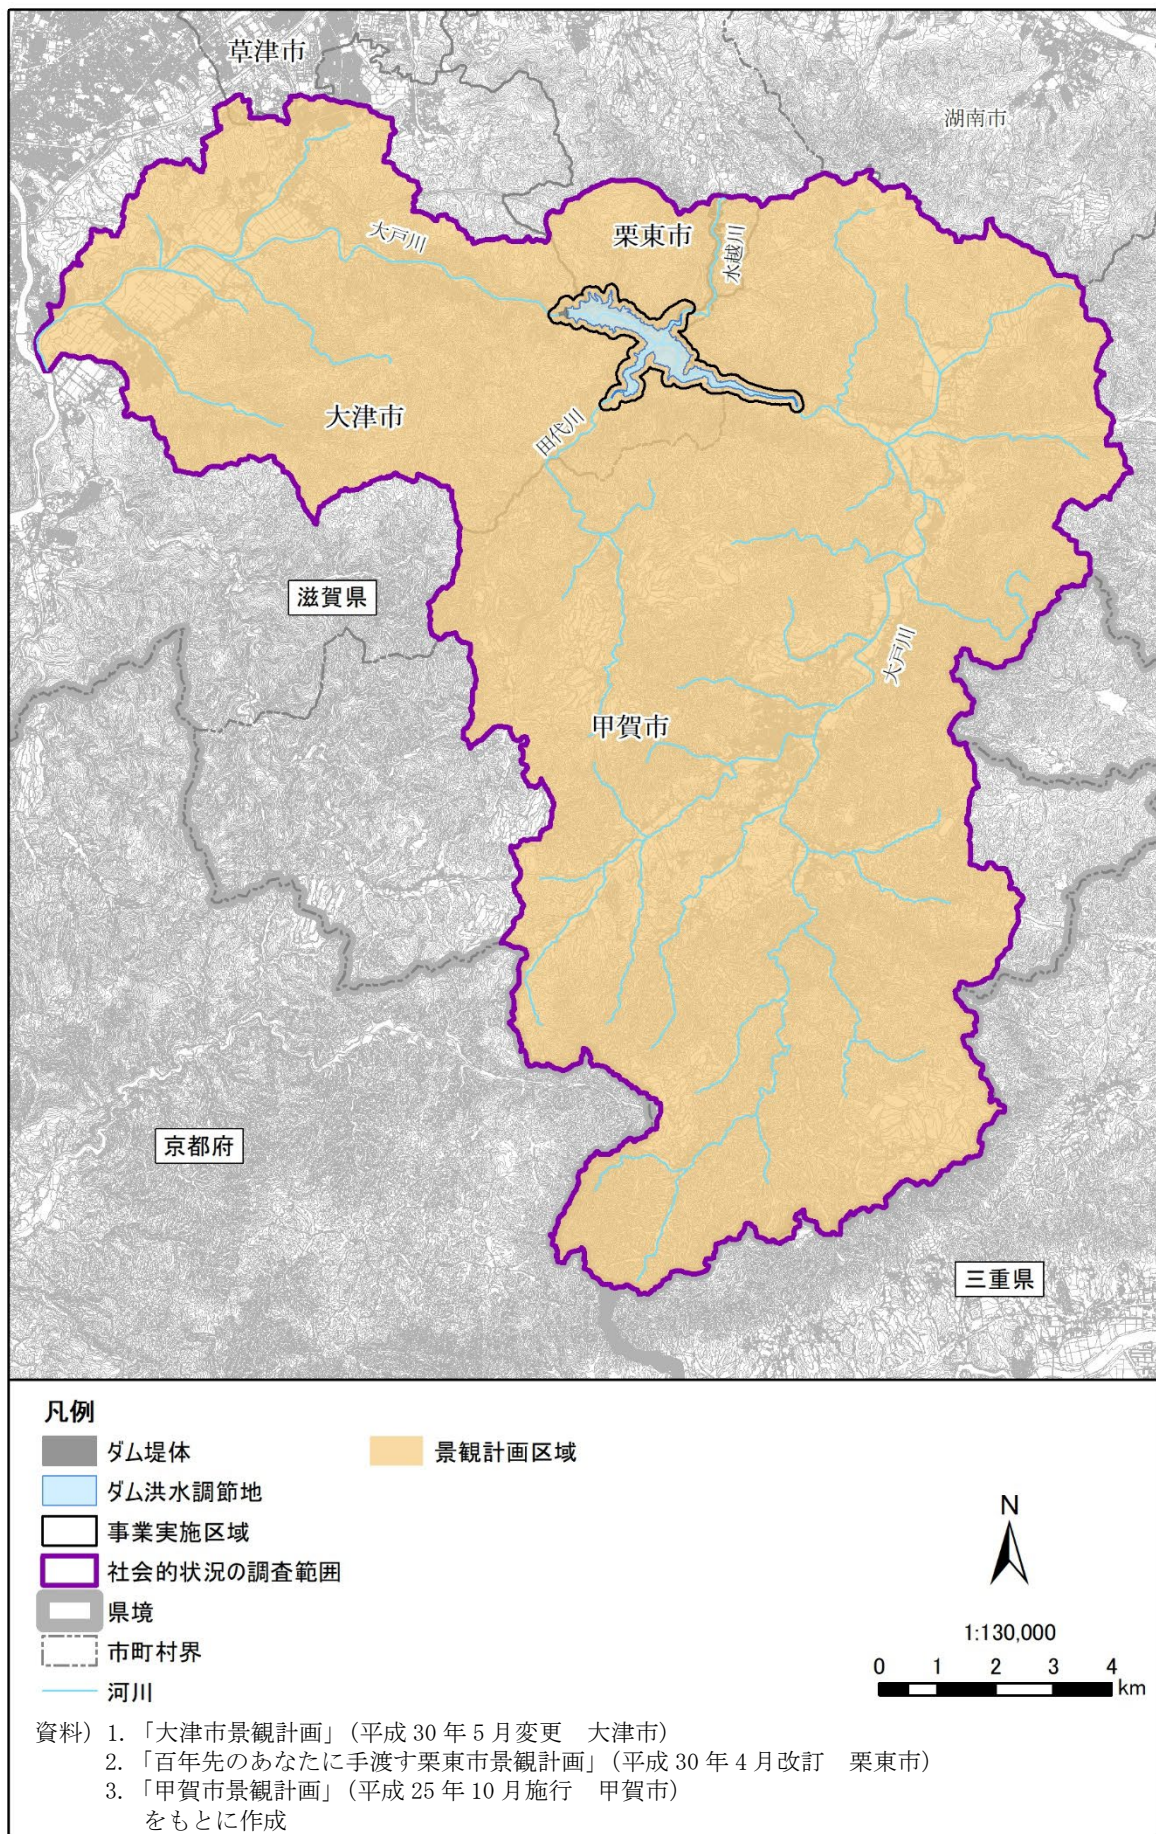 草津市
湖南市
栗東市
大戸川
水越川
大津市
田代川
滋賀県
大戸川
甲賀市
京都府
三重県
凡例
ダム堤体
景観計画区域
ダム洪水調節地
事業実施区域
社会的状況の調査範囲
県境
市町村界
河川
N
1:130,000
0 1 2 3 4
km
資料）1. 「大津市景観計画」（平成 30 年 5 月変更　大津市）
2. 「百年先のあなたに手渡す栗東市景観計画」（平成 30 年 4 月改訂　栗東市）
3. 「甲賀市景観計画」（平成 25 年 10 月施行　甲賀市）
をもとに作成